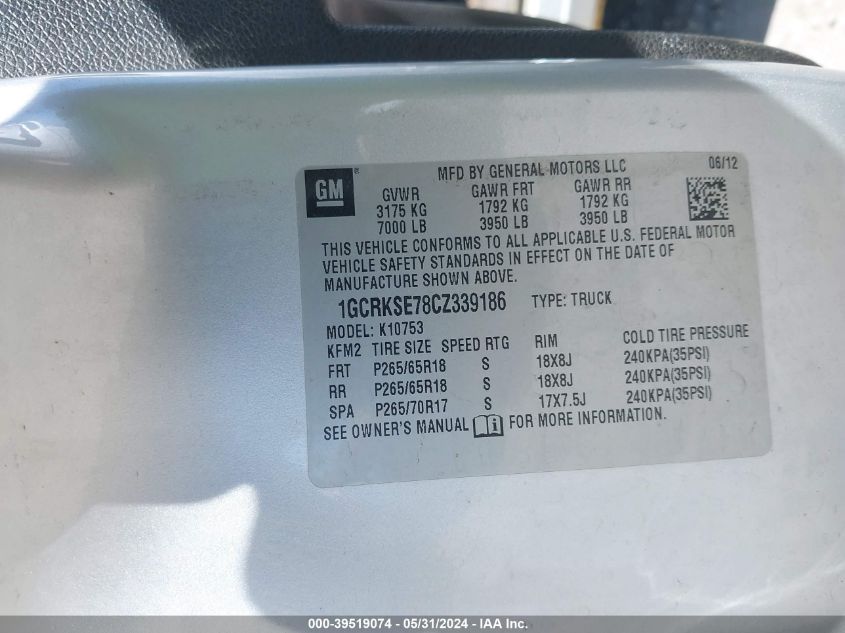 GM
MFD BY GENERAL MOTORS LLC 06/12
GVWR GAWR FRT GAWR RR
3175 KG 1792 KG 1792 KG
7000 LB 3950 LB 3950 LB
THIS VEHICLE CONFORMS TO ALL APPLICABLE U.S. FEDERAL MOTOR
VEHICLE SAFETY STANDARDS IN EFFECT ON THE DATE OF
MANUFACTURE SHOWN ABOVE.
1GCRKSE78CZ339186 TYPE: TRUCK
MODEL: K10753
KFM2 TIRE SIZE SPEED RTG RIM COLD TIRE PRESSURE
FRT P265/65R18 S 18X8J 240KPA(35PSI)
RR P265/65R18 S 18X8J 240KPA(35PSI)
SPA P265/70R17 S 17X7.5J 240KPA(35PSI)
SEE OWNER'S MANUAL i FOR MORE INFORMATION.
000-39519074 - 05/31/2024 - IAA Inc.